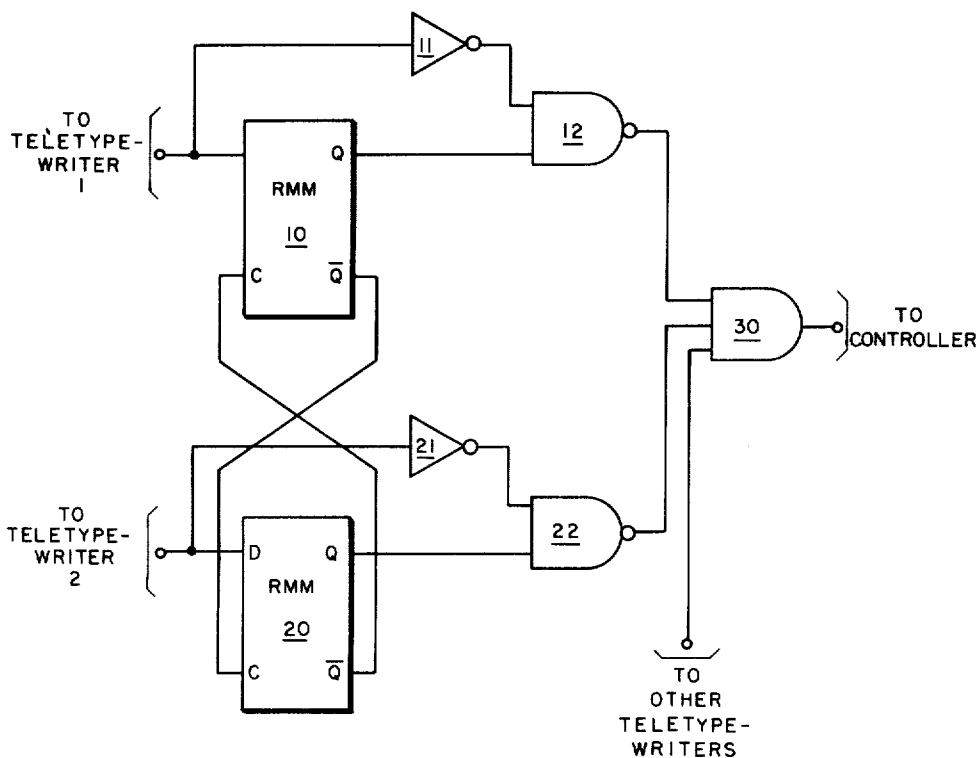 11
TO
TELETYPE-
WRITER
1
12
Q
RMM
10
C
Q̅
30
TO
CONTROLLER
21
TO
TELETYPE-
WRITER
2
22
D
Q
RMM
20
C
Q̅
TO
OTHER
TELETYPE-
WRITERS